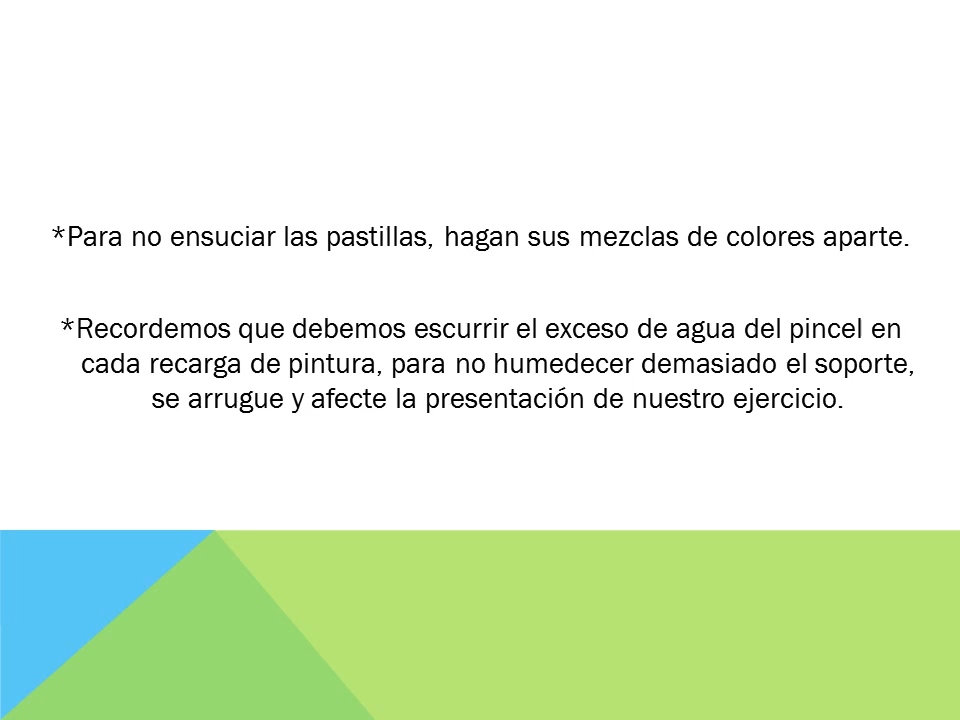 *Para no ensuciar las pastillas, hagan sus mezclas de colores aparte.
*Recordemos que debemos escurrir el exceso de agua del pincel en
cada recarga de pintura, para no humedecer demasiado el soporte,
se arrugue y afecte la presentación de nuestro ejercicio.